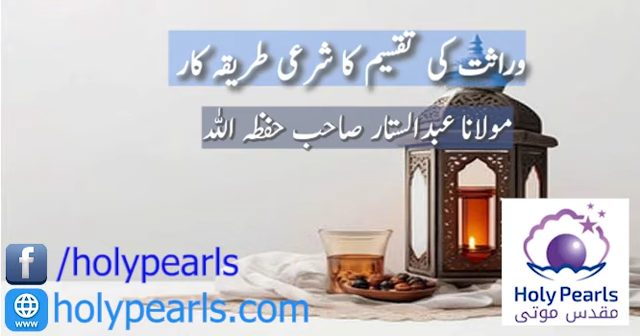 وراثت کی تقسیم کا شرعی طریقہ کار
مولانا عبدالستار صاحب حفظہ اللہ
/holypearls
holypearls.com
WWW
Holy Pearls
مقدس موتی